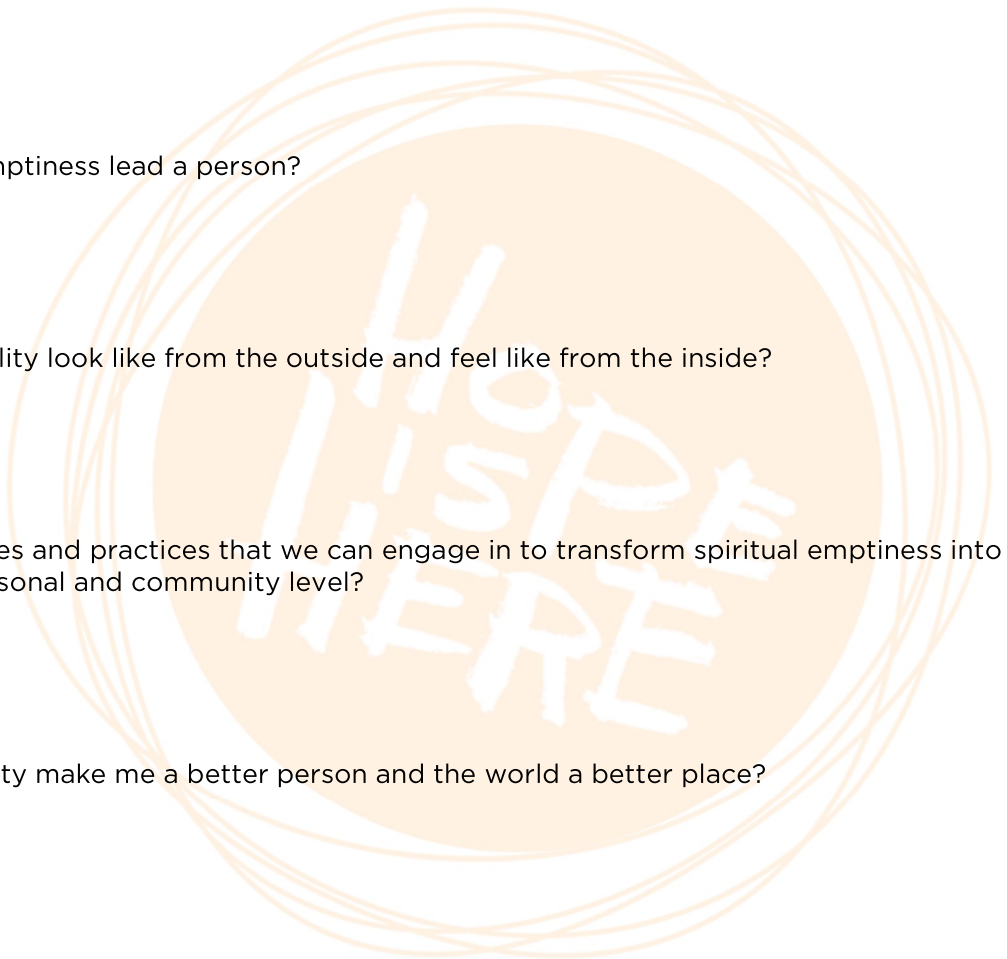 mptiness lead a person?
lity look like from the outside and feel like from the inside?
HOPE
IS
HERE
es and practices that we can engage in to transform spiritual emptiness into
sonal and community level?
ty make me a better person and the world a better place?